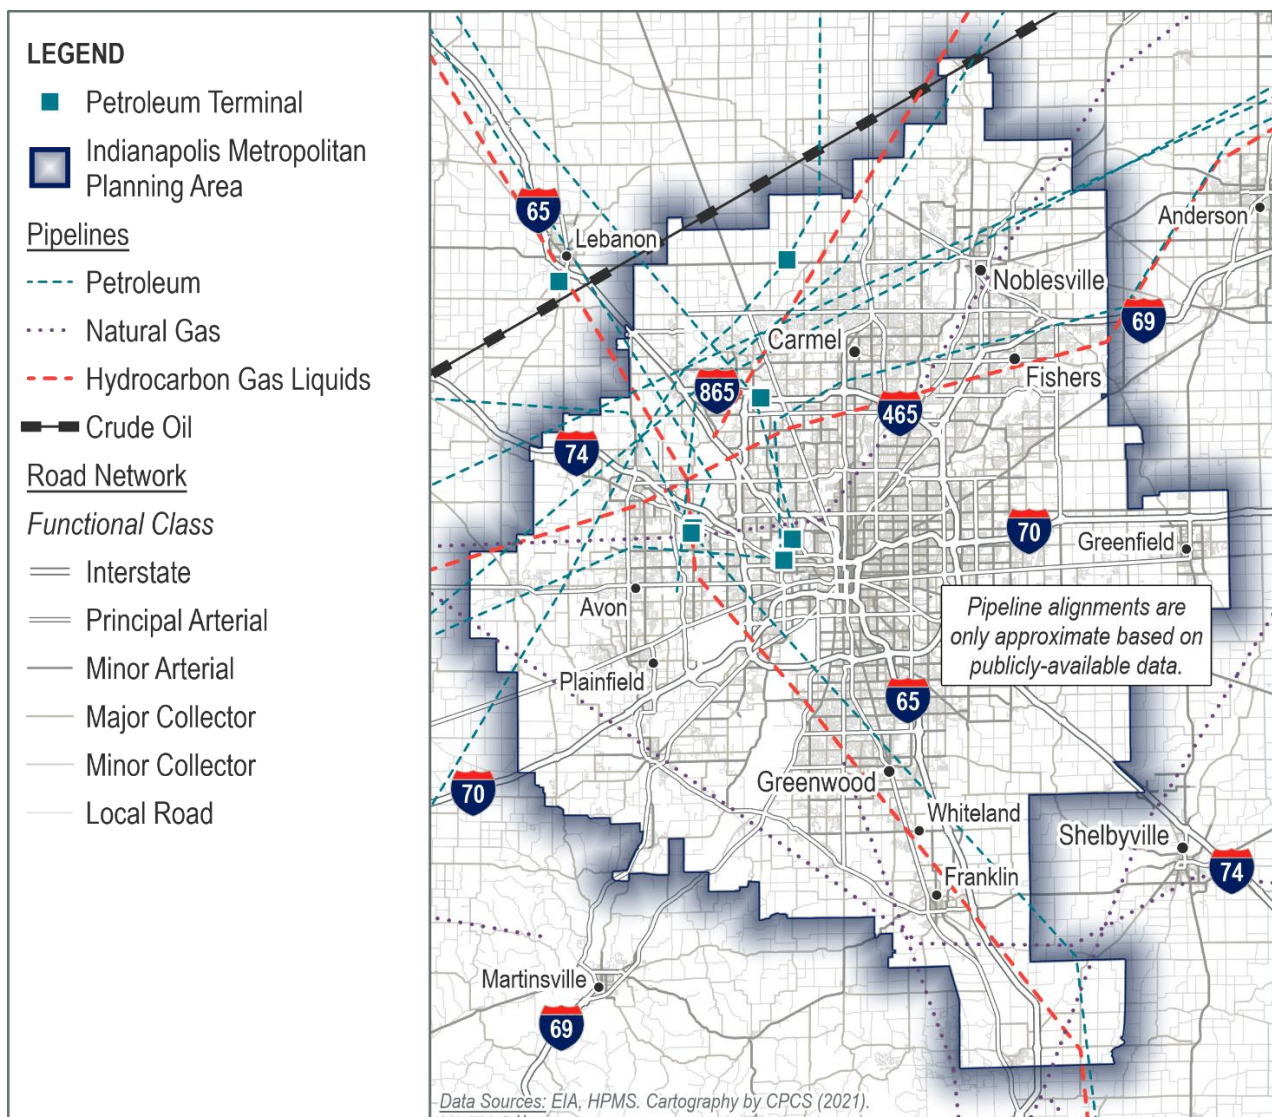 LEGEND
Petroleum Terminal
Indianapolis Metropolitan
Planning Area
Pipelines
Petroleum
Natural Gas
Hydrocarbon Gas Liquids
Crude Oil
Road Network
Functional Class
Interstate
Principal Arterial
Minor Arterial
Major Collector
Minor Collector
Local Road
65
Lebanon
Anderson
Noblesville
69
Carmel
Fishers
865
465
74
70
Greenfield
Avon
Pipeline alignments are
only approximate based on
publicly-available data.
Plainfield
65
70
Greenwood
Whiteland
Shelbyville
74
Franklin
Martinsville
69
Data Sources: EIA, HPMS. Cartography by CPCS (2021).